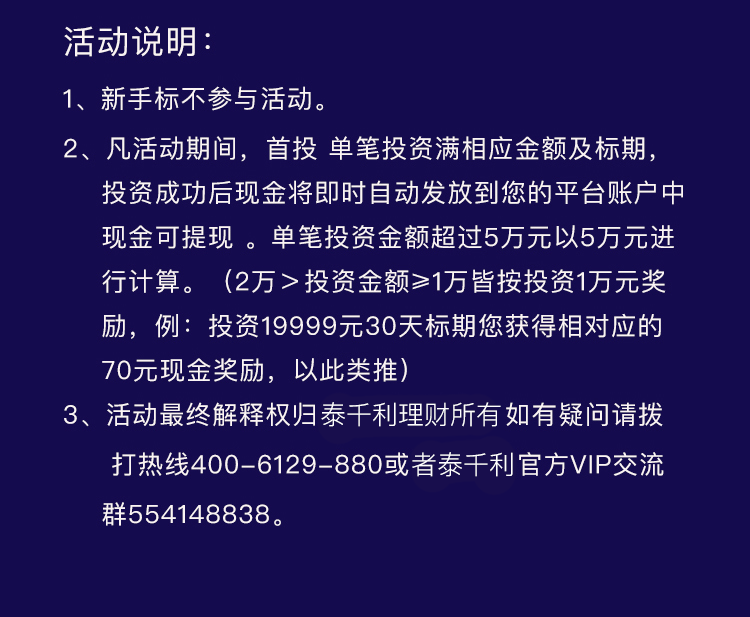 活动说明：
1、新手标不参与活动。
2、凡活动期间，首投 单笔投资满相应金额及标期，
投资成功后现金将即时自动发放到您的平台账户中
现金可提现 。单笔投资金额超过5万元以5万元进
行计算。（2万＞投资金额≥1万皆按投资1万元奖
励，例：投资19999元30天标期您获得相对应的
70元现金奖励，以此类推）
3、活动最终解释权归泰千利理财所有如有疑问请拨
打热线400-6129-880或者泰千利官方VIP交流
群554148838。